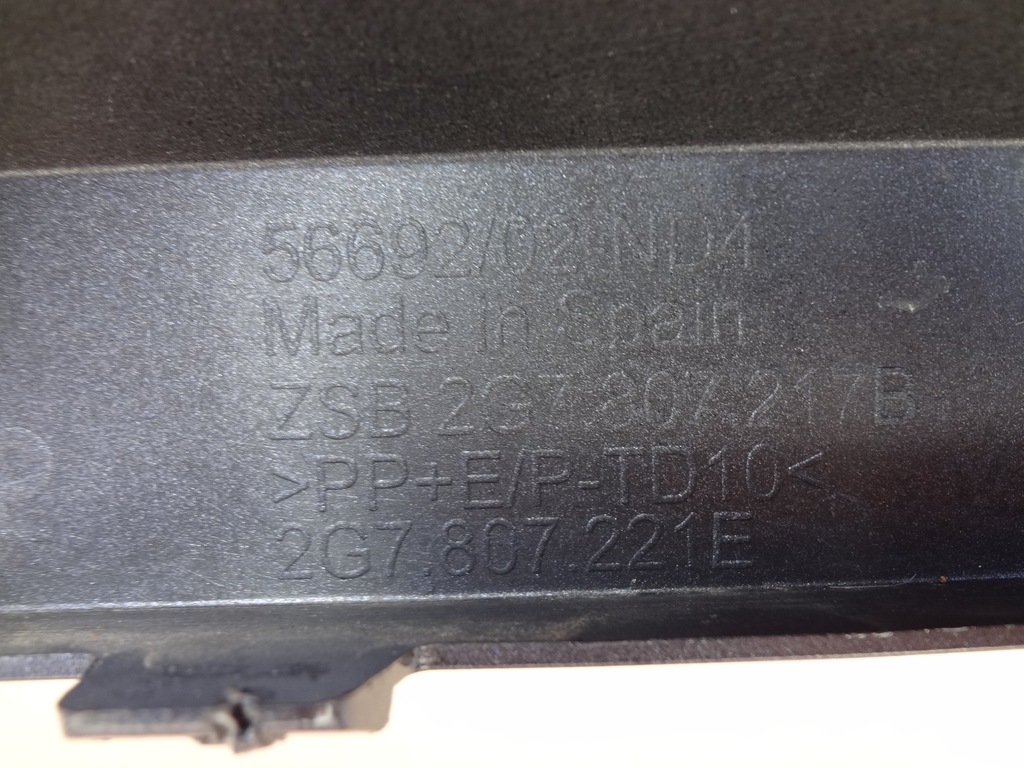 56692/02 ND4
Made in Spain
ZSB 2G7.807.217B
>PP+E/P-TD10<
2G7.807.221E